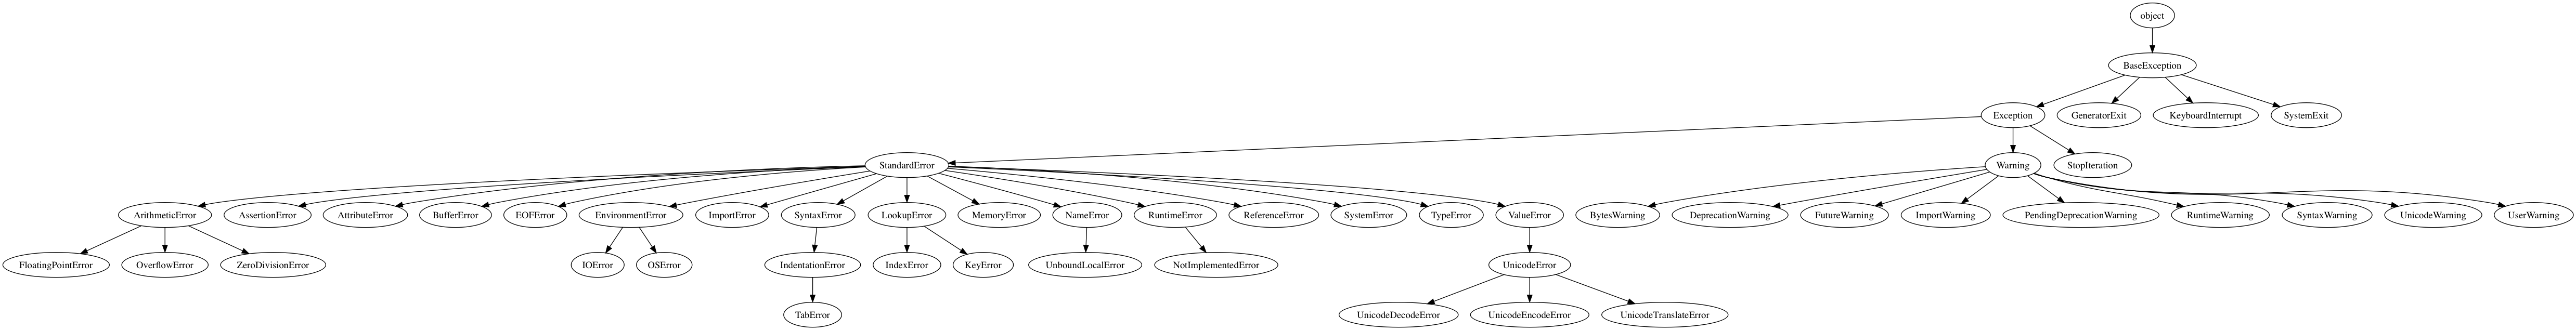 object
BaseException
Exception
GeneratorExit
KeyboardInterrupt
SystemExit
StandardError
Warning
StopIteration
ArithmeticError
AssertionError
AttributeError
BufferError
EOFError
EnvironmentError
ImportError
SyntaxError
LookupError
MemoryError
NameError
RuntimeError
ReferenceError
SystemError
TypeError
ValueError
BytesWarning
DeprecationWarning
FutureWarning
ImportWarning
PendingDeprecationWarning
RuntimeWarning
SyntaxWarning
UnicodeWarning
UserWarning
FloatingPointError
OverflowError
ZeroDivisionError
IOError
OSError
IndentationError
IndexError
KeyError
UnboundLocalError
NotImplementedError
UnicodeError
TabError
UnicodeDecodeError
UnicodeEncodeError
UnicodeTranslateError